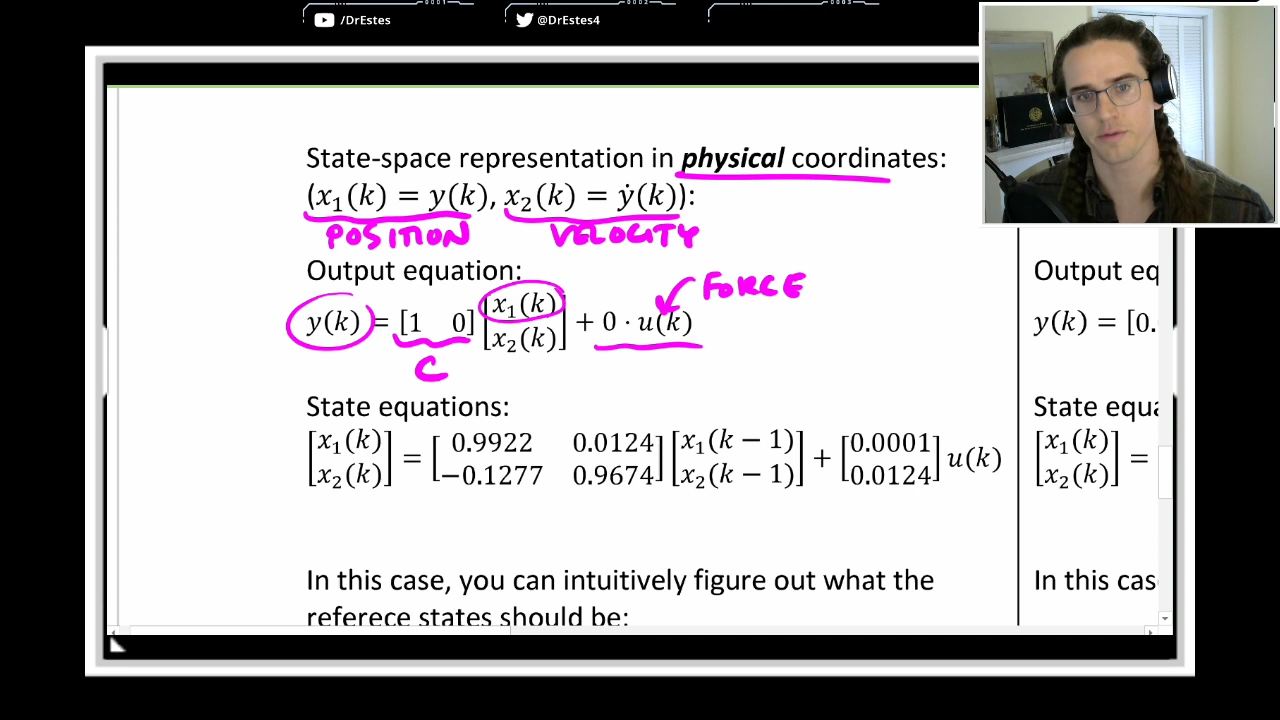 0001 0002 0003
/DrEstes @DrEstes4
State-space representation in physical coordinates:
(x₁(k) = y(k), x₂(k) = ẏ(k)):
POSITION VELOCITY
Output equation:
FORCE
y(k) = [1 0] [x₁(k) x₂(k)] + 0 · u(k)
C
State equations:
[x₁(k) x₂(k)] = [0.9922 0.0124 −0.1277 0.9674] [x₁(k − 1) x₂(k − 1)] + [0.0001 0.0124] u(k)
In this case, you can intuitively figure out what the
referece states should be:
Output eq
y(k) = [0.
State equa
[x₁(k) x₂(k)] =
In this cas